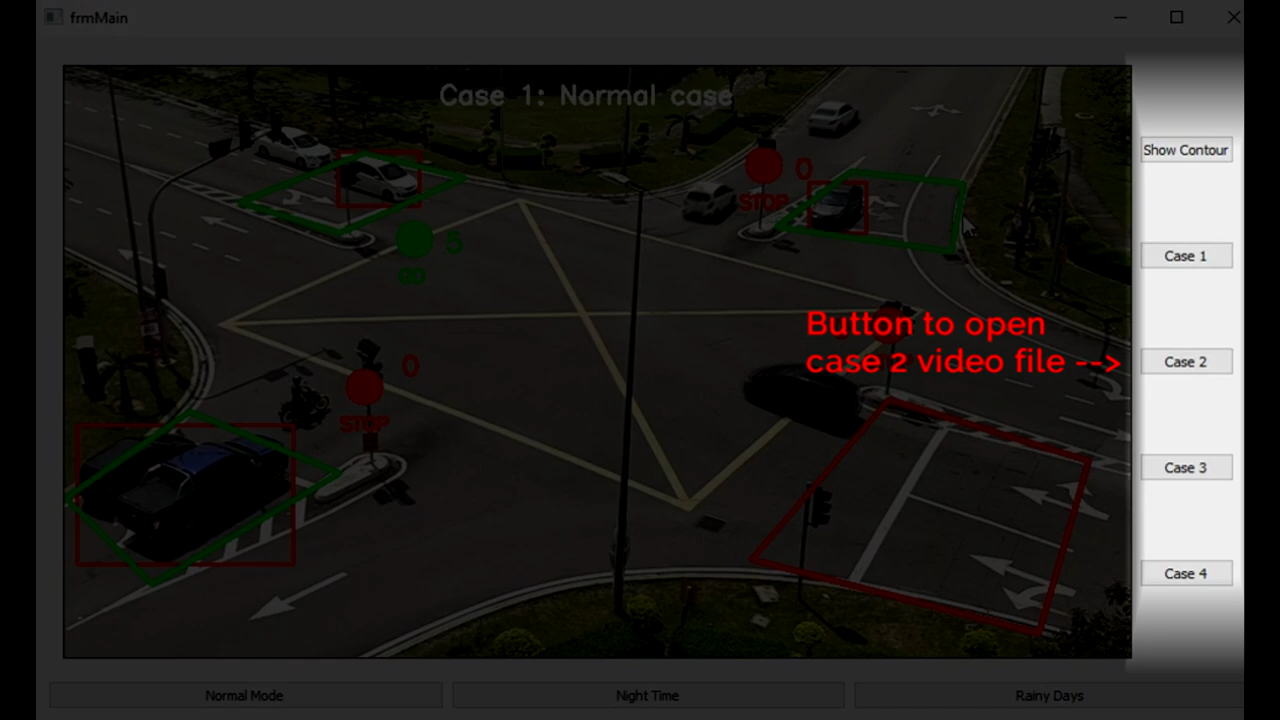 frmMain
Case 1: Normal case
Show Contour
0
STOP
5
GO
Case 1
Button to open
case 2 video file -->
Case 2
0
STOP
Case 3
Case 4
Normal Mode
Night Time
Rainy Days